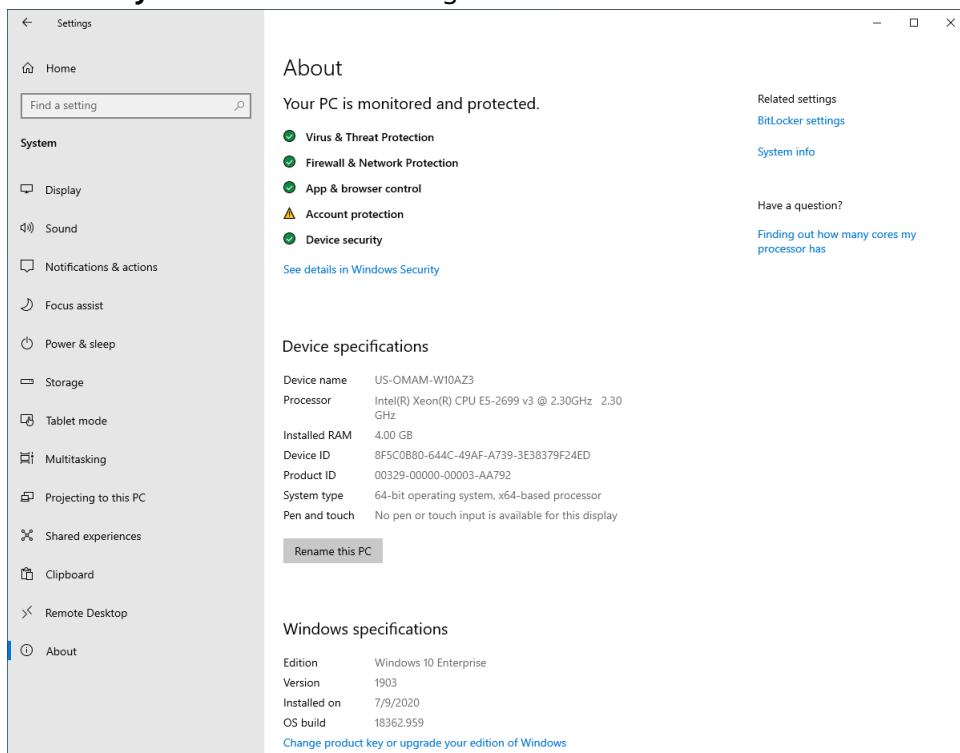 Settings
Home
Find a setting
System
Display
Sound
Notifications & actions
Focus assist
Power & sleep
Storage
Tablet mode
Multitasking
Projecting to this PC
Shared experiences
Clipboard
Remote Desktop
About
About
Your PC is monitored and protected.
Virus & Threat Protection
Firewall & Network Protection
App & browser control
Account protection
Device security
See details in Windows Security
Device specifications
Device name US-OMAM-W10AZ3
Processor Intel(R) Xeon(R) CPU E5-2699 v3 @ 2.30GHz 2.30
GHz
Installed RAM 4.00 GB
Device ID 8F5C0B80-644C-49AF-A739-3E38379F24ED
Product ID 00329-00000-00003-AA792
System type 64-bit operating system, x64-based processor
Pen and touch No pen or touch input is available for this display
Rename this PC
Windows specifications
Edition Windows 10 Enterprise
Version 1903
Installed on 7/9/2020
OS build 18362.959
Change product key or upgrade your edition of Windows
Related settings
BitLocker settings
System info
Have a question?
Finding out how many cores my
processor has